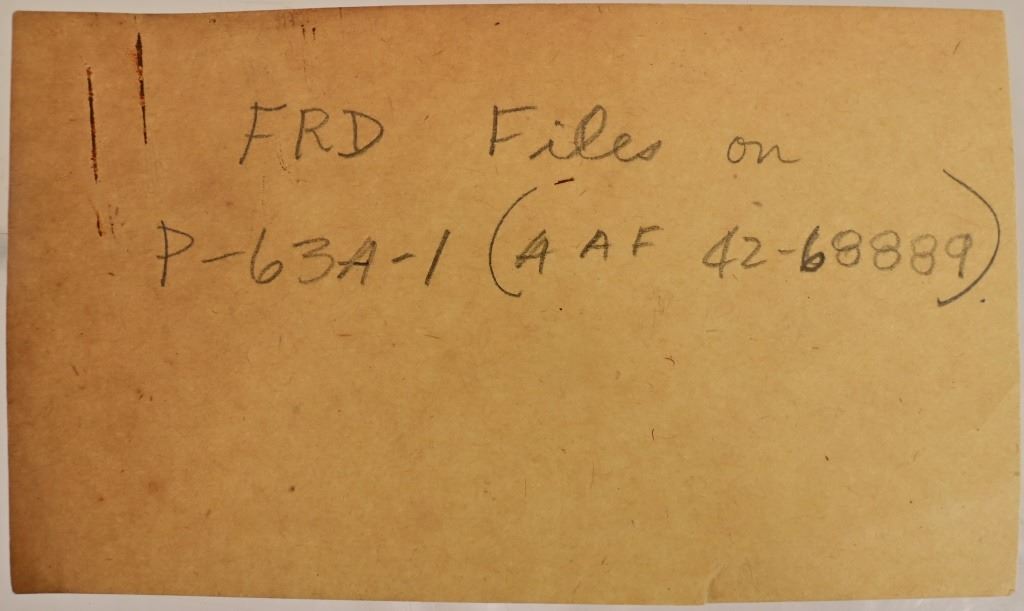 FRD Files on
P-63A-1 (AAF 42-68889).